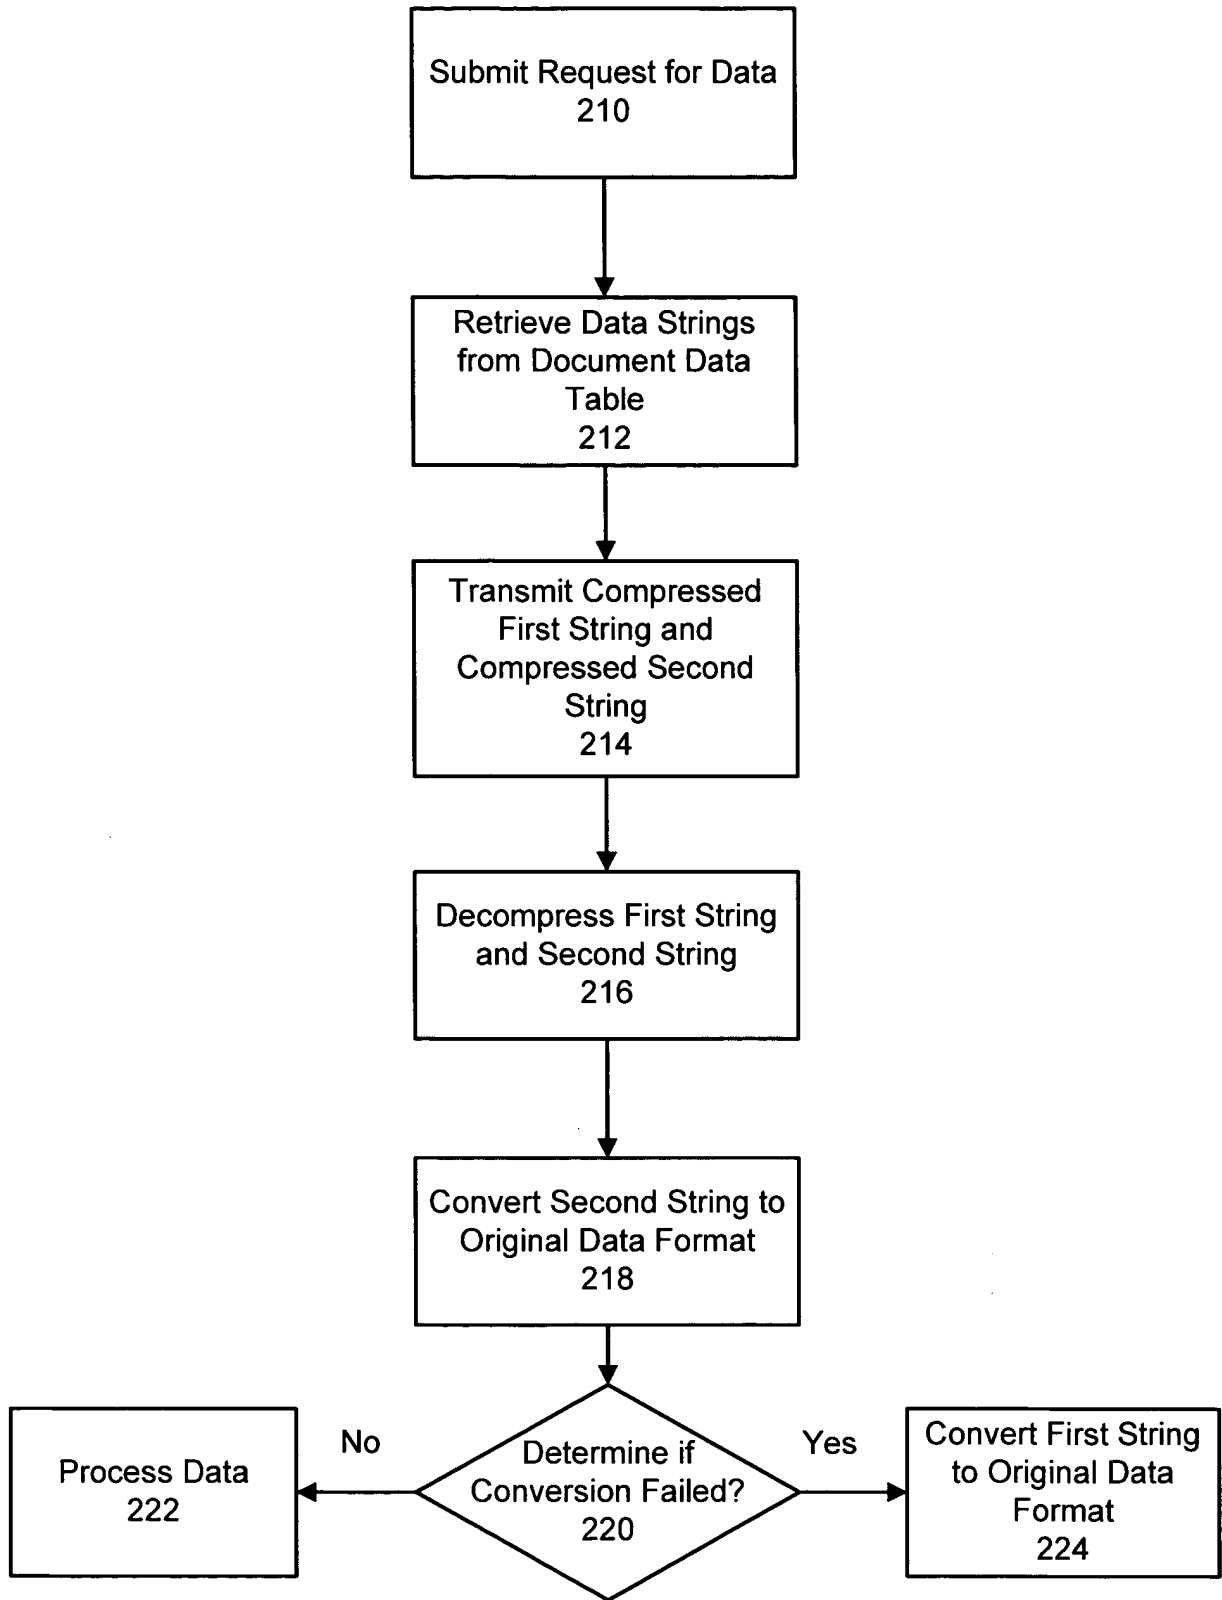 Submit Request for Data
210
Retrieve Data Strings
from Document Data
Table
212
Transmit Compressed
First String and
Compressed Second
String
214
Decompress First String
and Second String
216
Convert Second String to
Original Data Format
218
No
Determine if
Conversion Failed?
220
Yes
Process Data
222
Convert First String
to Original Data
Format
224